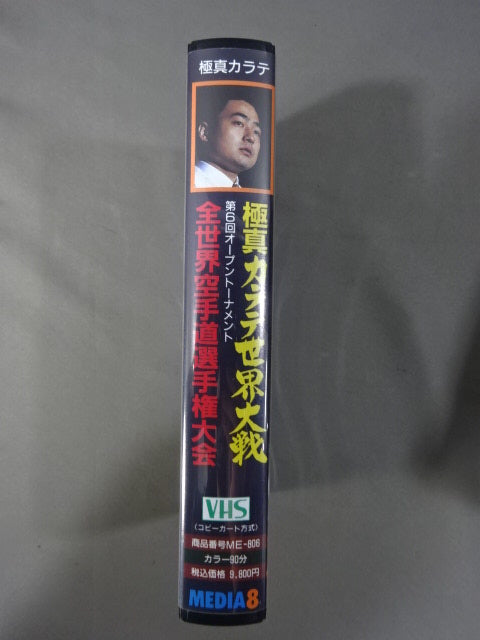 極真カラテ
極真カラテ世界大戦
第6回オープントーナメント
全世界空手道選手権大会
VHS
(コピーガード方式)
商品番号ME-806
カラー90分
税込価格 9,800円
MEDIA8